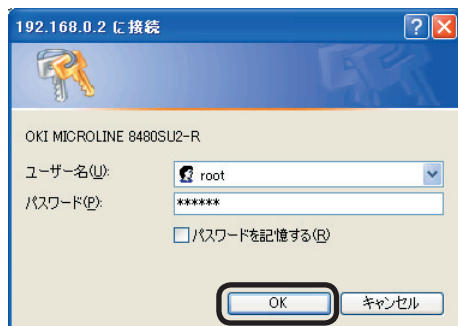 192.168.0.2 に接続
OKI MICROLINE 8480SU2-R
ユーザー名(U):
root
パスワード(P):
******
パスワードを記憶する(R)
OK
キャンセル